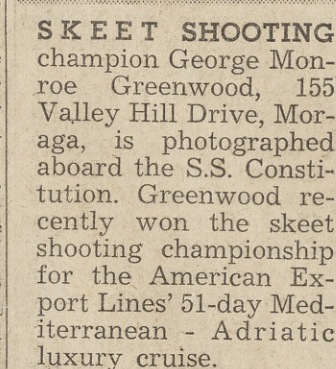 SKEET SHOOTING
champion George Mon-
roe Greenwood, 155
Valley Hill Drive, Mor-
aga, is photographed
aboard the S.S. Consti-
tution. Greenwood re-
cently won the skeet
shooting championship
for the American Ex-
port Lines' 51-day Med-
iterranean - Adriatic
luxury cruise.